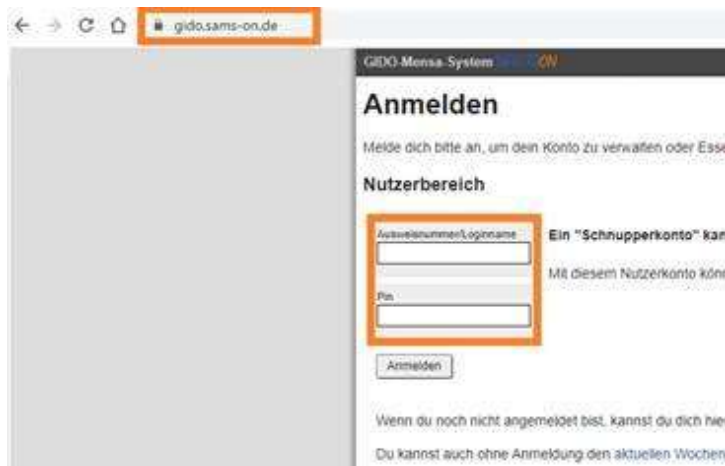 gido.sams-on.de
GIDO-Mensa-System ON
Anmelden
Melde dich bitte an, um dein Konto zu verwalten oder Esse
Nutzerbereich
Ausweisnummer/Loginname
Ein "Schnupperkonto" kan
Mit diesem Nutzerkonto könn
Pin
Anmelden
Wenn du noch nicht angemeldet bist, kannst du dich hie
Du kannst auch ohne Anmeldung den aktuellen Wochen